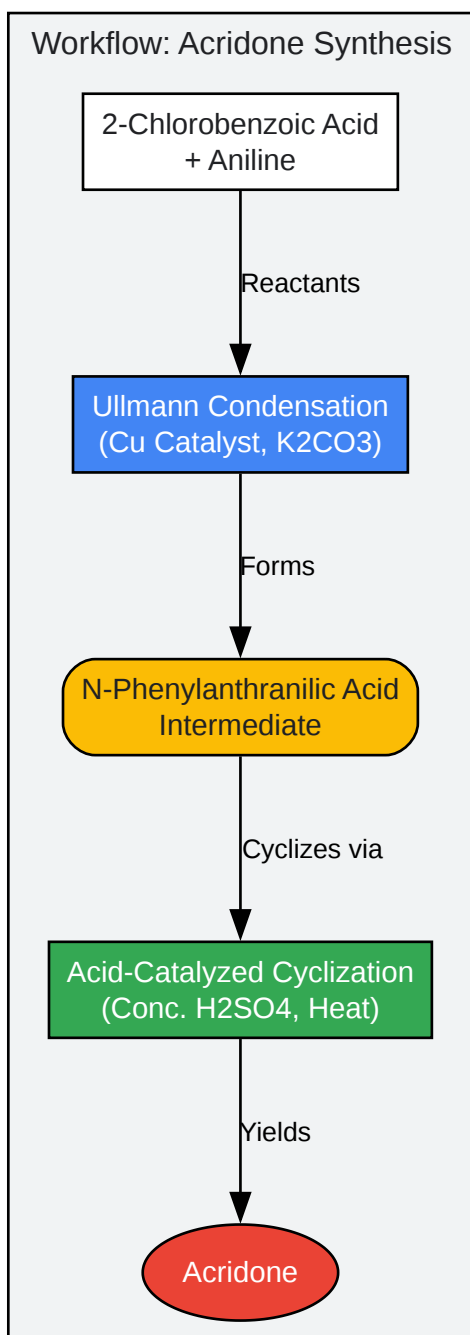 Workflow: Acridone Synthesis
2-Chlorobenzoic Acid
+ Aniline
Reactants
Ullmann Condensation
(Cu Catalyst, K2CO3)
Forms
N-Phenylanthranilic Acid
Intermediate
Cyclizes via
Acid-Catalyzed Cyclization
(Conc. H2SO4, Heat)
Yields
Acridone